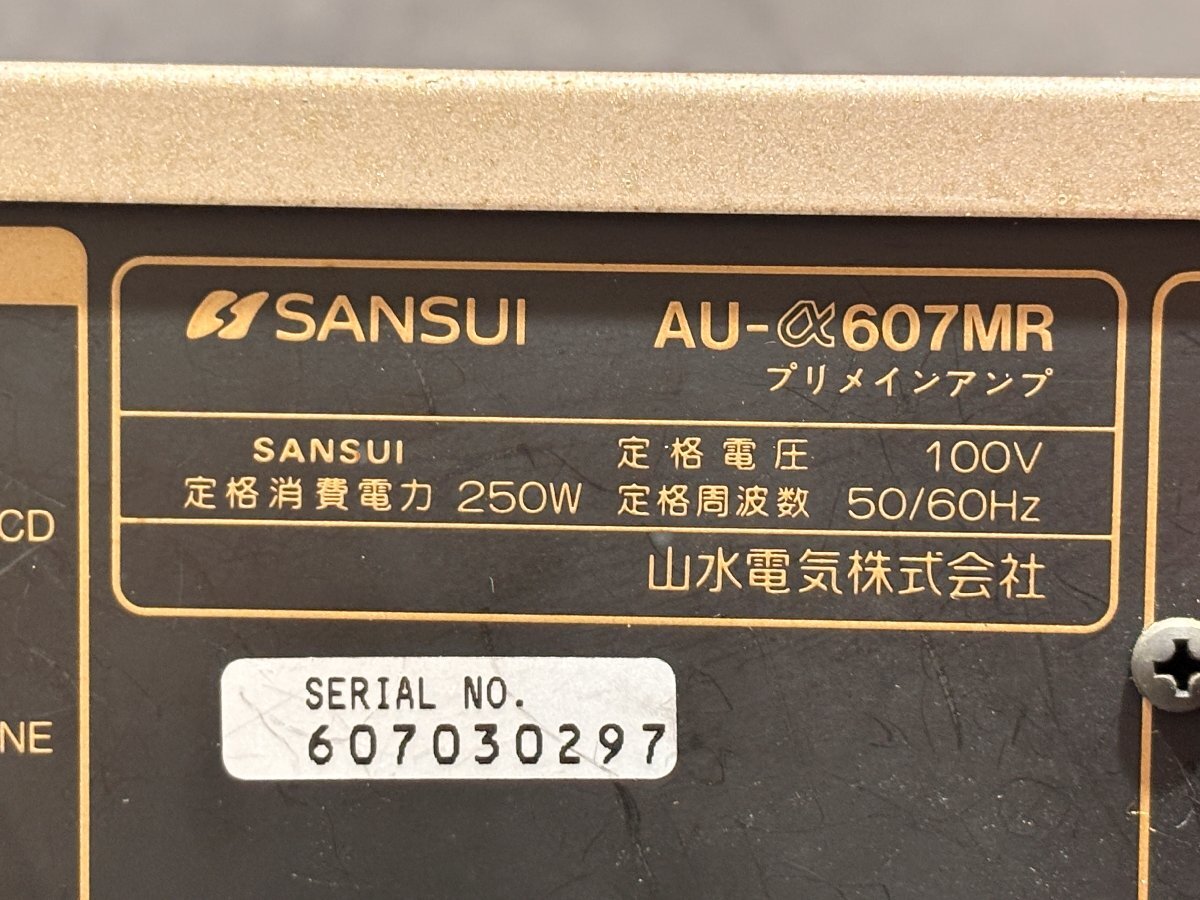 SANSUI AU-α607MR
プリメインアンプ
SANSUI 定格電圧 100V
定格消費電力 250W 定格周波数 50/60Hz
山水電気株式会社
CD
NE
SERIAL NO.
607030297